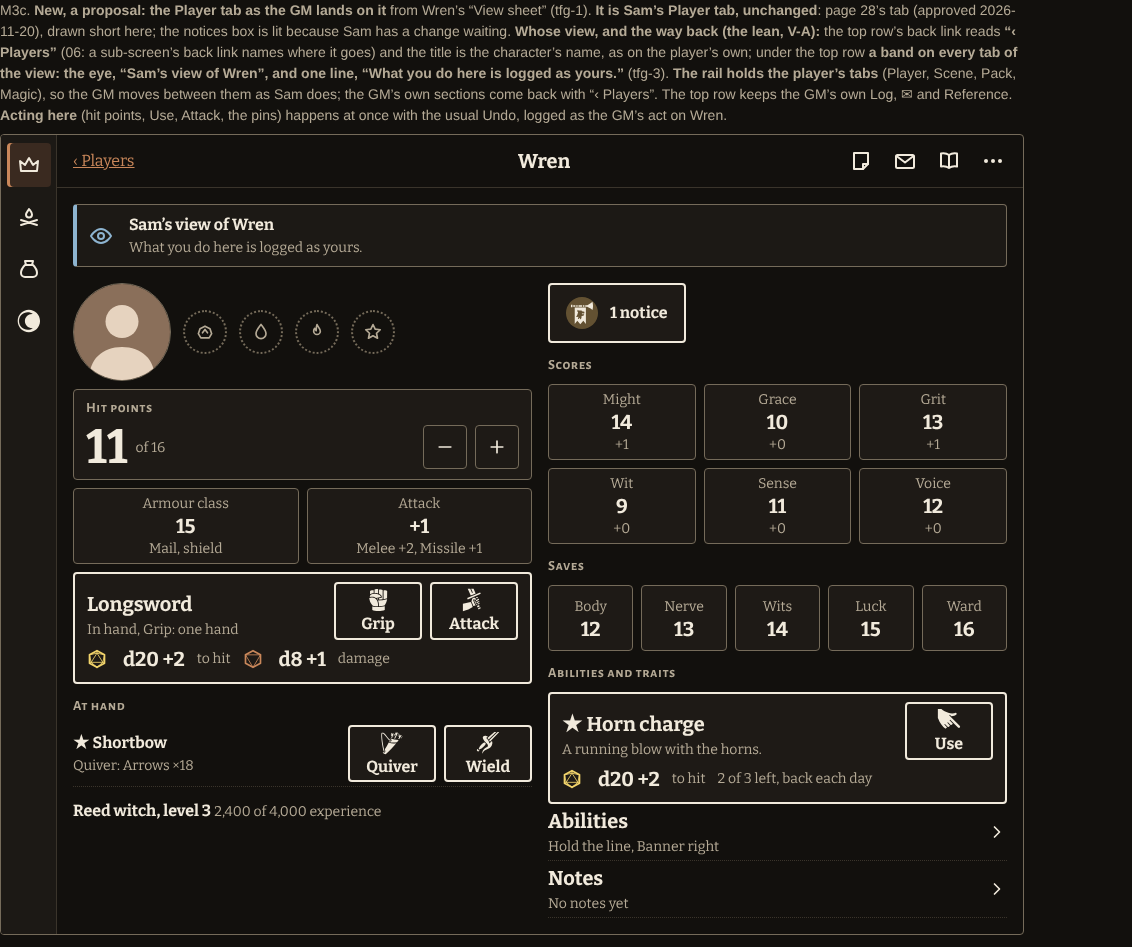 M3c. New, a proposal: the Player tab as the GM lands on it from Wren’s “View sheet” (tfg-1). It is Sam’s Player tab, unchanged: page 28’s tab (approved 2026-
11-20), drawn short here; the notices box is lit because Sam has a change waiting. Whose view, and the way back (the lean, V-A): the top row’s back link reads “‹
Players” (06: a sub-screen’s back link names where it goes) and the title is the character’s name, as on the player’s own; under the top row a band on every tab of
the view: the eye, “Sam’s view of Wren”, and one line, “What you do here is logged as yours.” (tfg-3). The rail holds the player’s tabs (Player, Scene, Pack,
Magic), so the GM moves between them as Sam does; the GM’s own sections come back with “‹ Players”. The top row keeps the GM’s own Log, ✉ and Reference.
Acting here (hit points, Use, Attack, the pins) happens at once with the usual Undo, logged as the GM’s act on Wren.
‹ Players
Wren
Sam’s view of Wren
What you do here is logged as yours.
Hit points
11 of 16
− +
Armour class
15
Mail, shield
Attack
+1
Melee +2, Missile +1
Longsword
In hand, Grip: one hand
Grip
Attack
d20 +2 to hit d8 +1 damage
At hand
★ Shortbow
Quiver: Arrows ×18
Quiver
Wield
Reed witch, level 3 2,400 of 4,000 experience
1 notice
Scores
Might
14
+1
Grace
10
+0
Grit
13
+1
Wit
9
+0
Sense
11
+0
Voice
12
+0
Saves
Body
12
Nerve
13
Wits
14
Luck
15
Ward
16
Abilities and traits
★ Horn charge
A running blow with the horns.
Use
d20 +2 to hit 2 of 3 left, back each day
Abilities
Hold the line, Banner right
Notes
No notes yet